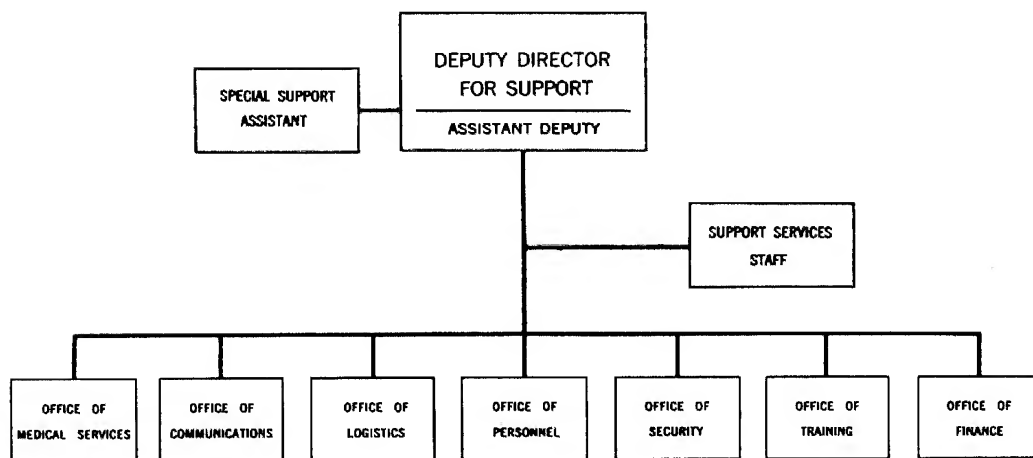 DEPUTY DIRECTOR
FOR SUPPORT
ASSISTANT DEPUTY
SPECIAL SUPPORT
ASSISTANT
SUPPORT SERVICES
STAFF
OFFICE OF
MEDICAL SERVICES
OFFICE OF
COMMUNICATIONS
OFFICE OF
LOGISTICS
OFFICE OF
PERSONNEL
OFFICE OF
SECURITY
OFFICE OF
TRAINING
OFFICE OF
FINANCE